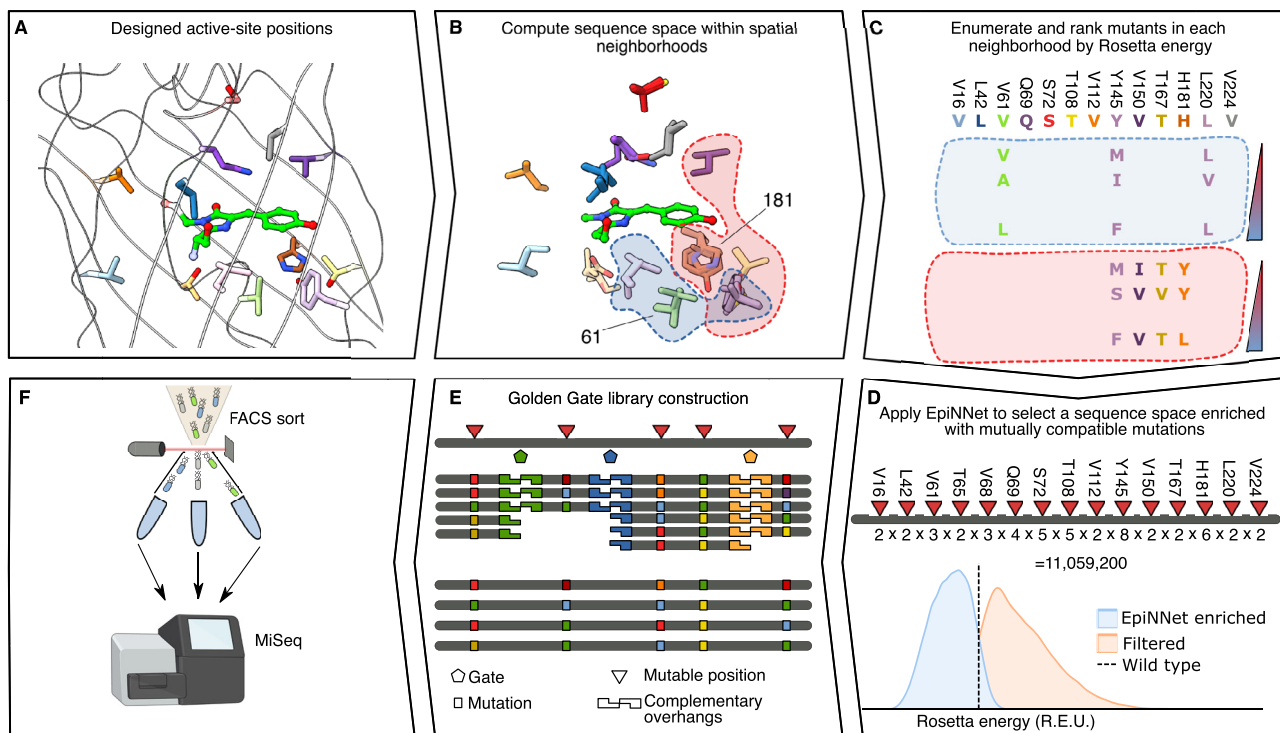 A
Designed active-site positions
B
Compute sequence space within spatial
neighborhoods
181
61
C
Enumerate and rank mutants in each
neighborhood by Rosetta energy
V16 L42 V61 Q69 S72 T108 V112 Y145 V150 T167 H181 L220 V224
V L V Q S T V Y V T H L V
V M L
A I V
L F L
M I T Y
S V V Y
F V T L
D
Apply EpiNNet to select a sequence space enriched
with mutually compatible mutations
V16 L42 V61 T65 V68 Q69 S72 T108 V112 Y145 V150 T167 H181 L220 V224
2 x 2 x 3 x 2 x 3 x 4 x 5 x 5 x 2 x 8 x 2 x 2 x 6 x 2 x 2
=11,059,200
EpiNNet enriched
Filtered
Wild type
Rosetta energy (R.E.U.)
E
Golden Gate library construction
Gate
Mutable position
Mutation
Complementary
overhangs
F
FACS sort
MiSeq